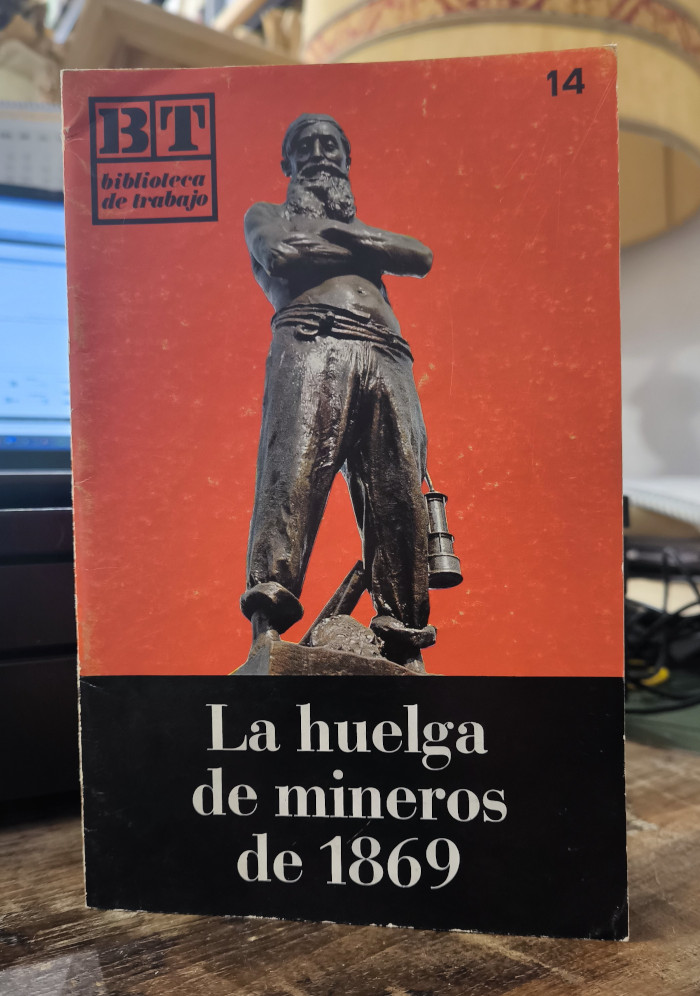 14
BT
biblioteca
de trabajo
La huelga
de mineros
de 1869